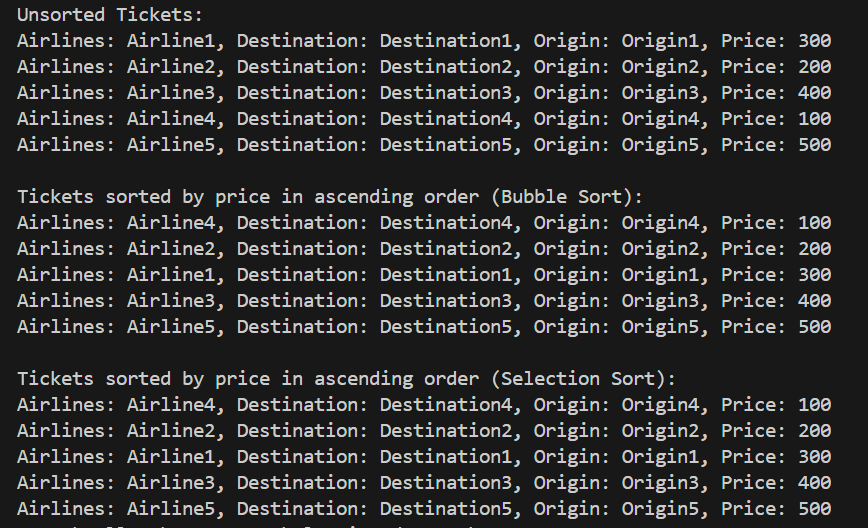 Unsorted Tickets:
Airlines: Airline1, Destination: Destination1, Origin: Origin1, Price: 300
Airlines: Airline2, Destination: Destination2, Origin: Origin2, Price: 200
Airlines: Airline3, Destination: Destination3, Origin: Origin3, Price: 400
Airlines: Airline4, Destination: Destination4, Origin: Origin4, Price: 100
Airlines: Airline5, Destination: Destination5, Origin: Origin5, Price: 500
Tickets sorted by price in ascending order (Bubble Sort):
Airlines: Airline4, Destination: Destination4, Origin: Origin4, Price: 100
Airlines: Airline2, Destination: Destination2, Origin: Origin2, Price: 200
Airlines: Airline1, Destination: Destination1, Origin: Origin1, Price: 300
Airlines: Airline3, Destination: Destination3, Origin: Origin3, Price: 400
Airlines: Airline5, Destination: Destination5, Origin: Origin5, Price: 500
Tickets sorted by price in ascending order (Selection Sort):
Airlines: Airline4, Destination: Destination4, Origin: Origin4, Price: 100
Airlines: Airline2, Destination: Destination2, Origin: Origin2, Price: 200
Airlines: Airline1, Destination: Destination1, Origin: Origin1, Price: 300
Airlines: Airline3, Destination: Destination3, Origin: Origin3, Price: 400
Airlines: Airline5, Destination: Destination5, Origin: Origin5, Price: 500